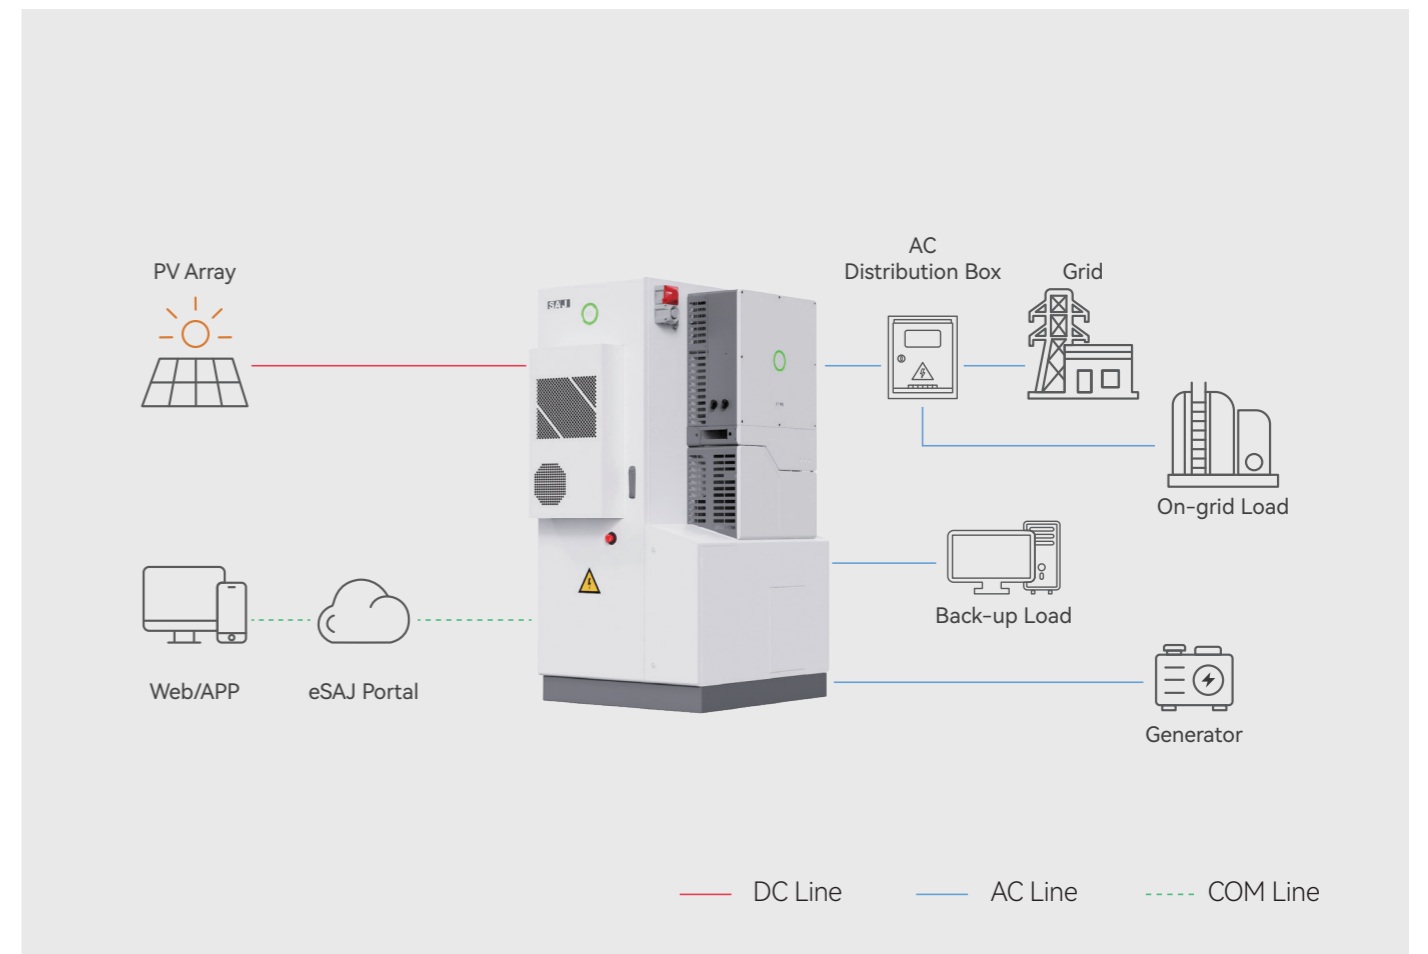 AC
Distribution Box
Grid
PV Array
SAJ
On-grid Load
Back-up Load
Web/APP
eSAJ Portal
Generator
DC Line
AC Line
COM Line